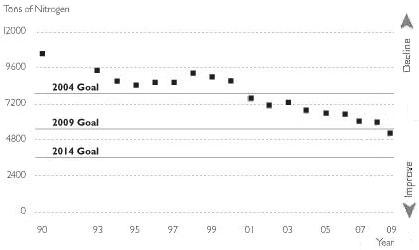 Tons of Nitrogen
12000
9600
2004 Goal
7200
2009 Goal
4800
2014 Goal
2400
0
90 93 95 97 99 01 03 05 07 09
Year
Decline
Improve